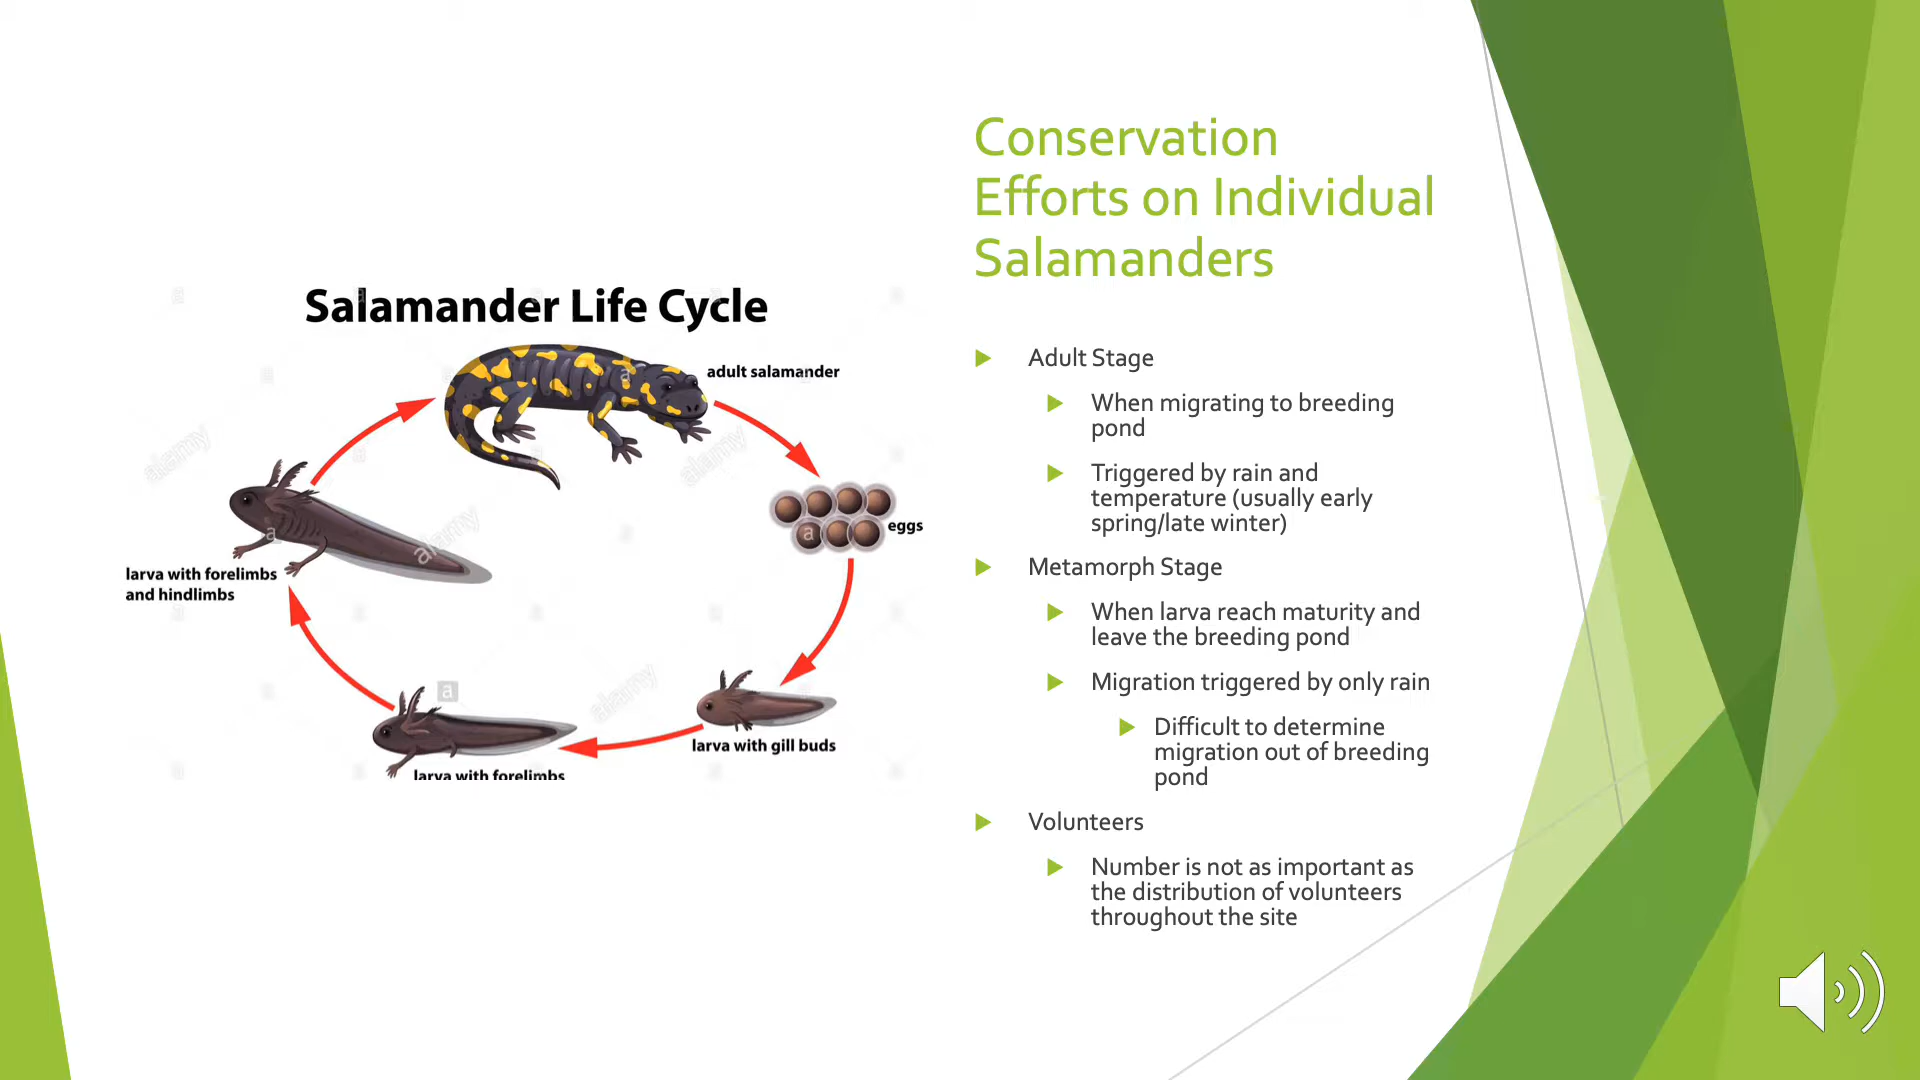 Conservation
Efforts on Individual
Salamanders
Salamander Life Cycle
adult salamander
eggs
larva with gill buds
larva with forelimbs
larva with forelimbs
and hindlimbs
alamy
alamy
alamy
alamy
a
a
Adult Stage
When migrating to breeding
pond
Triggered by rain and
temperature (usually early
spring/late winter)
Metamorph Stage
When larva reach maturity and
leave the breeding pond
Migration triggered by only rain
Difficult to determine
migration out of breeding
pond
Volunteers
Number is not as important as
the distribution of volunteers
throughout the site